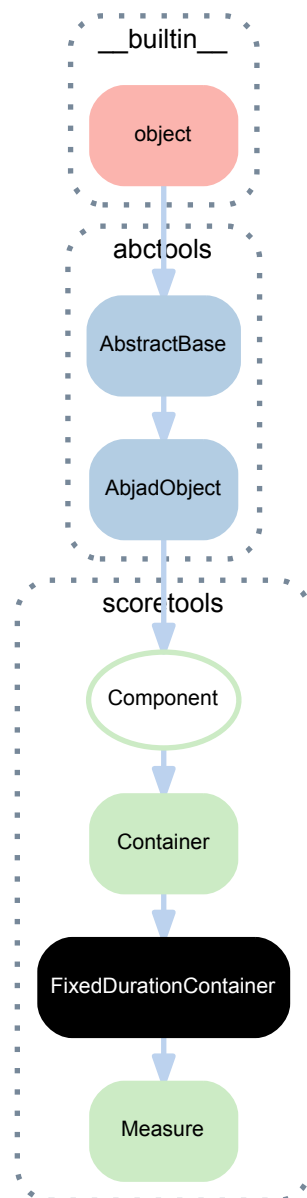 __builtin__
object
abctools
AbstractBase
AbjadObject
scoretools
Component
Container
FixedDurationContainer
Measure